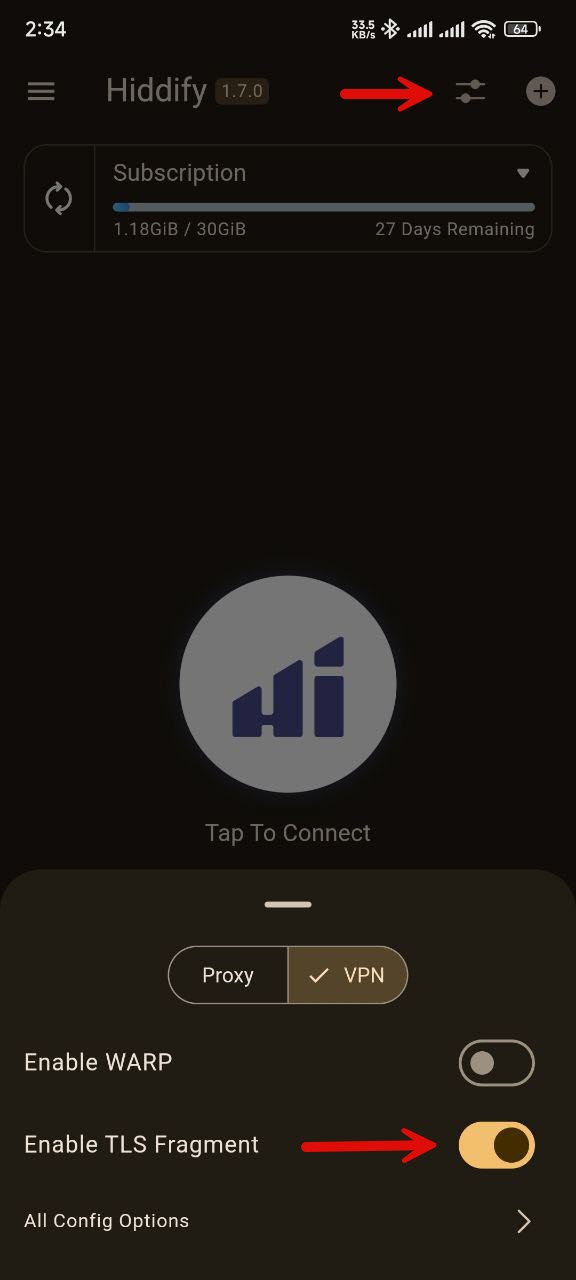 2:34
33.5
KB/s
64
Hiddify 1.7.0
Subscription
1.18GiB / 30GiB 27 Days Remaining
Hi
Tap To Connect
Proxy VPN
Enable WARP
Enable TLS Fragment
All Config Options